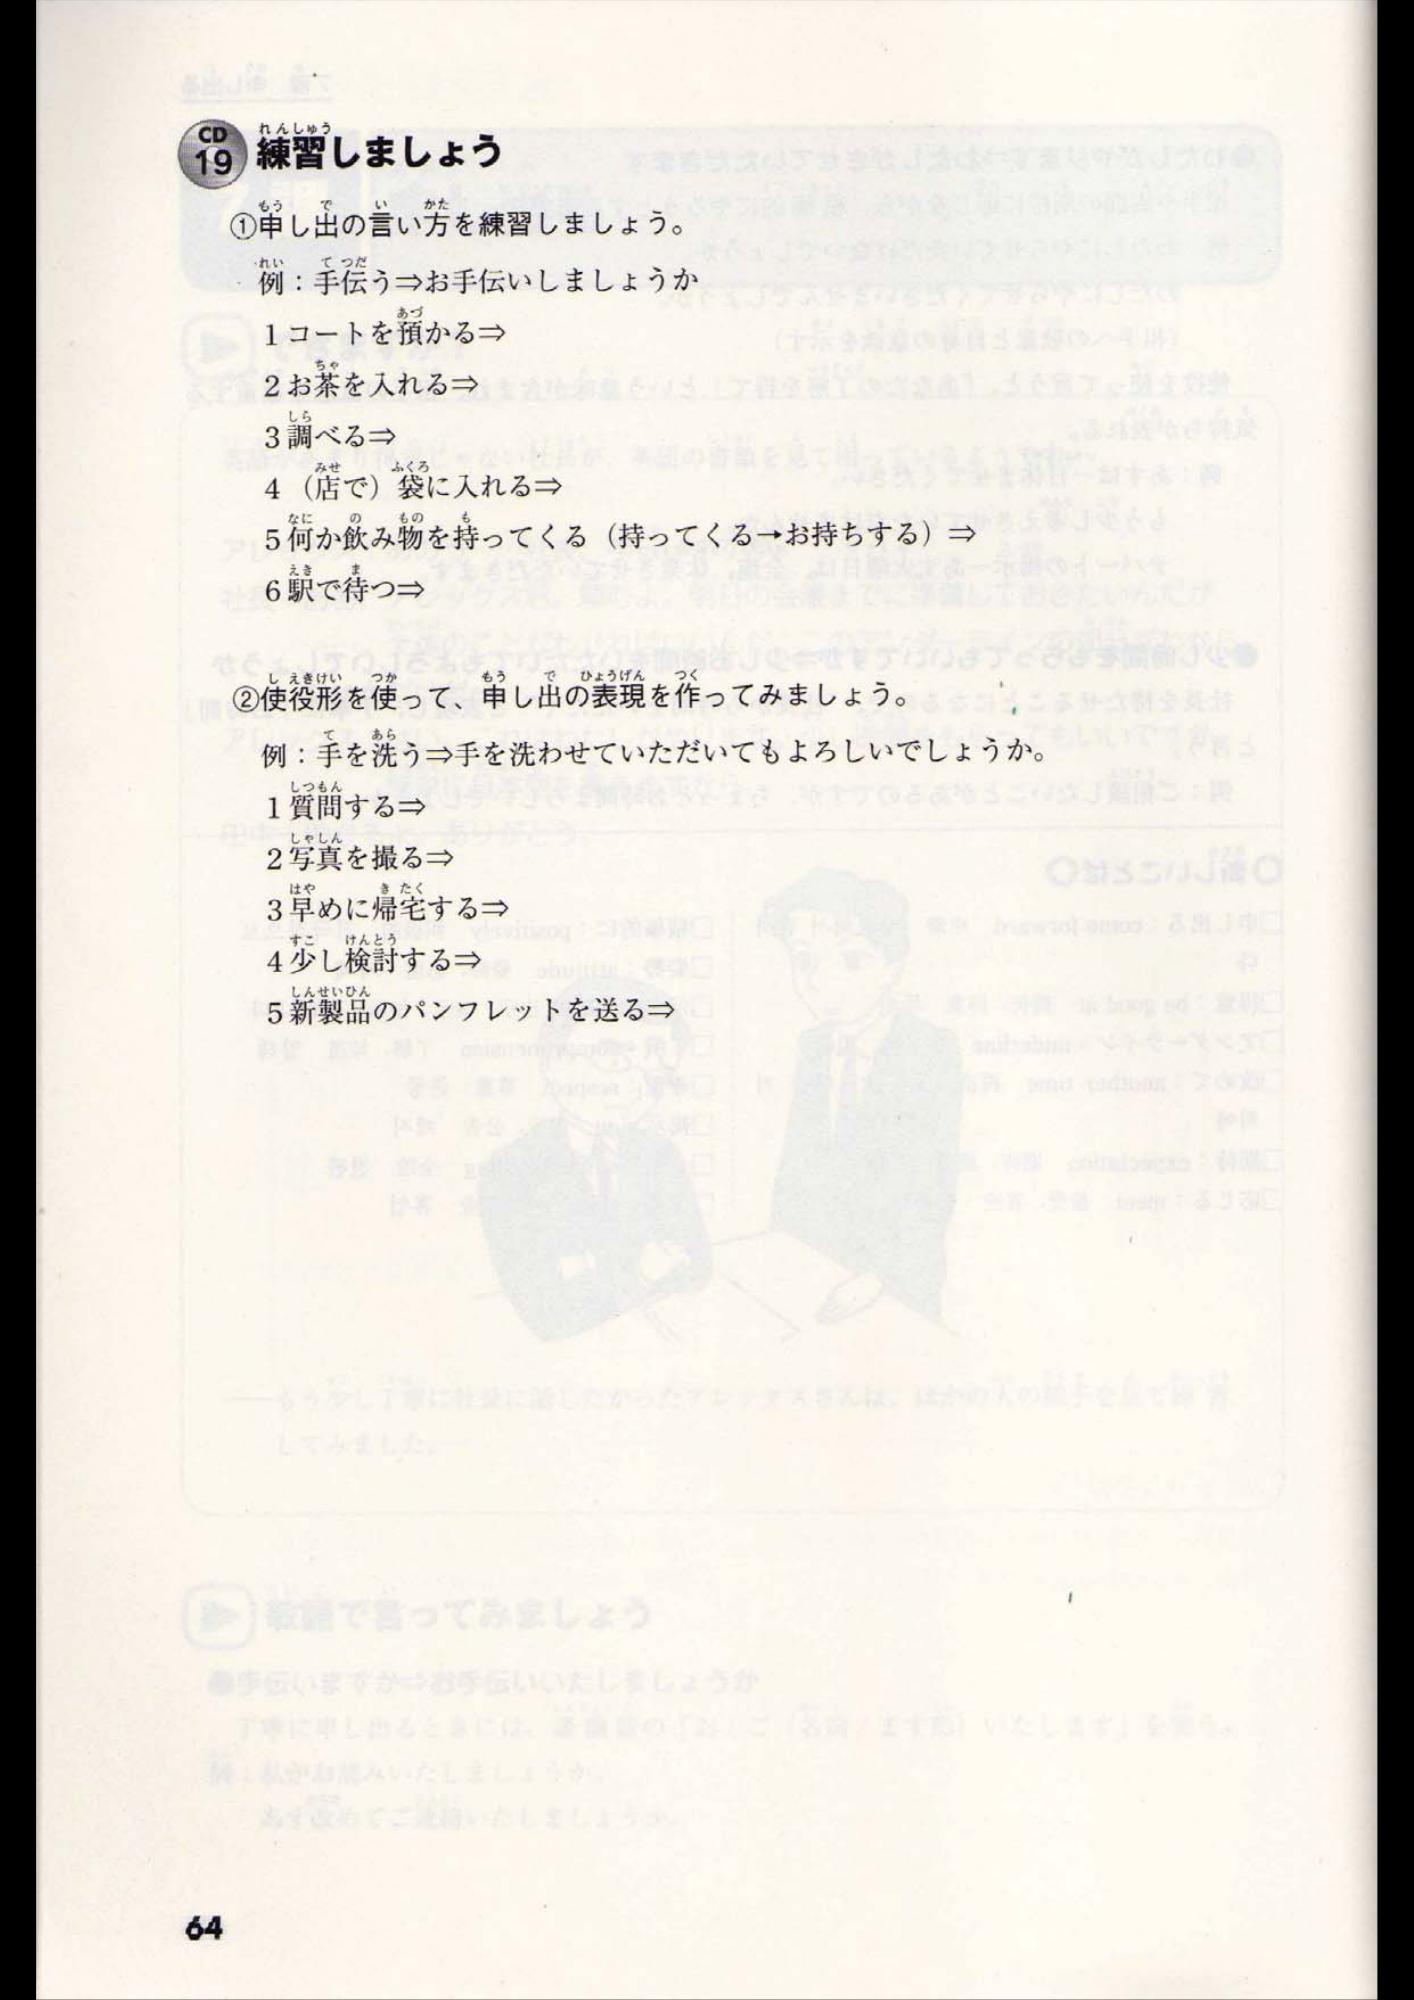 CD
19
練習しましょう
①申し出の言い方を練習しましょう。
例：手伝う⇒お手伝いしましょうか
1コートを預かる⇒
2お茶を入れる⇒
3調べる⇒
4（店で）袋に入れる⇒
5何か飲み物を持ってくる（持ってくる→お持ちする）⇒
6駅で待つ⇒
②使役形を使って、申し出の表現を作ってみましょう。
例：手を洗う⇒手を洗わせていただいてもよろしいでしょうか。
1質問する⇒
2写真を撮る⇒
3早めに帰宅する⇒
4少し検討する⇒
5新製品のパンフレットを送る⇒
64